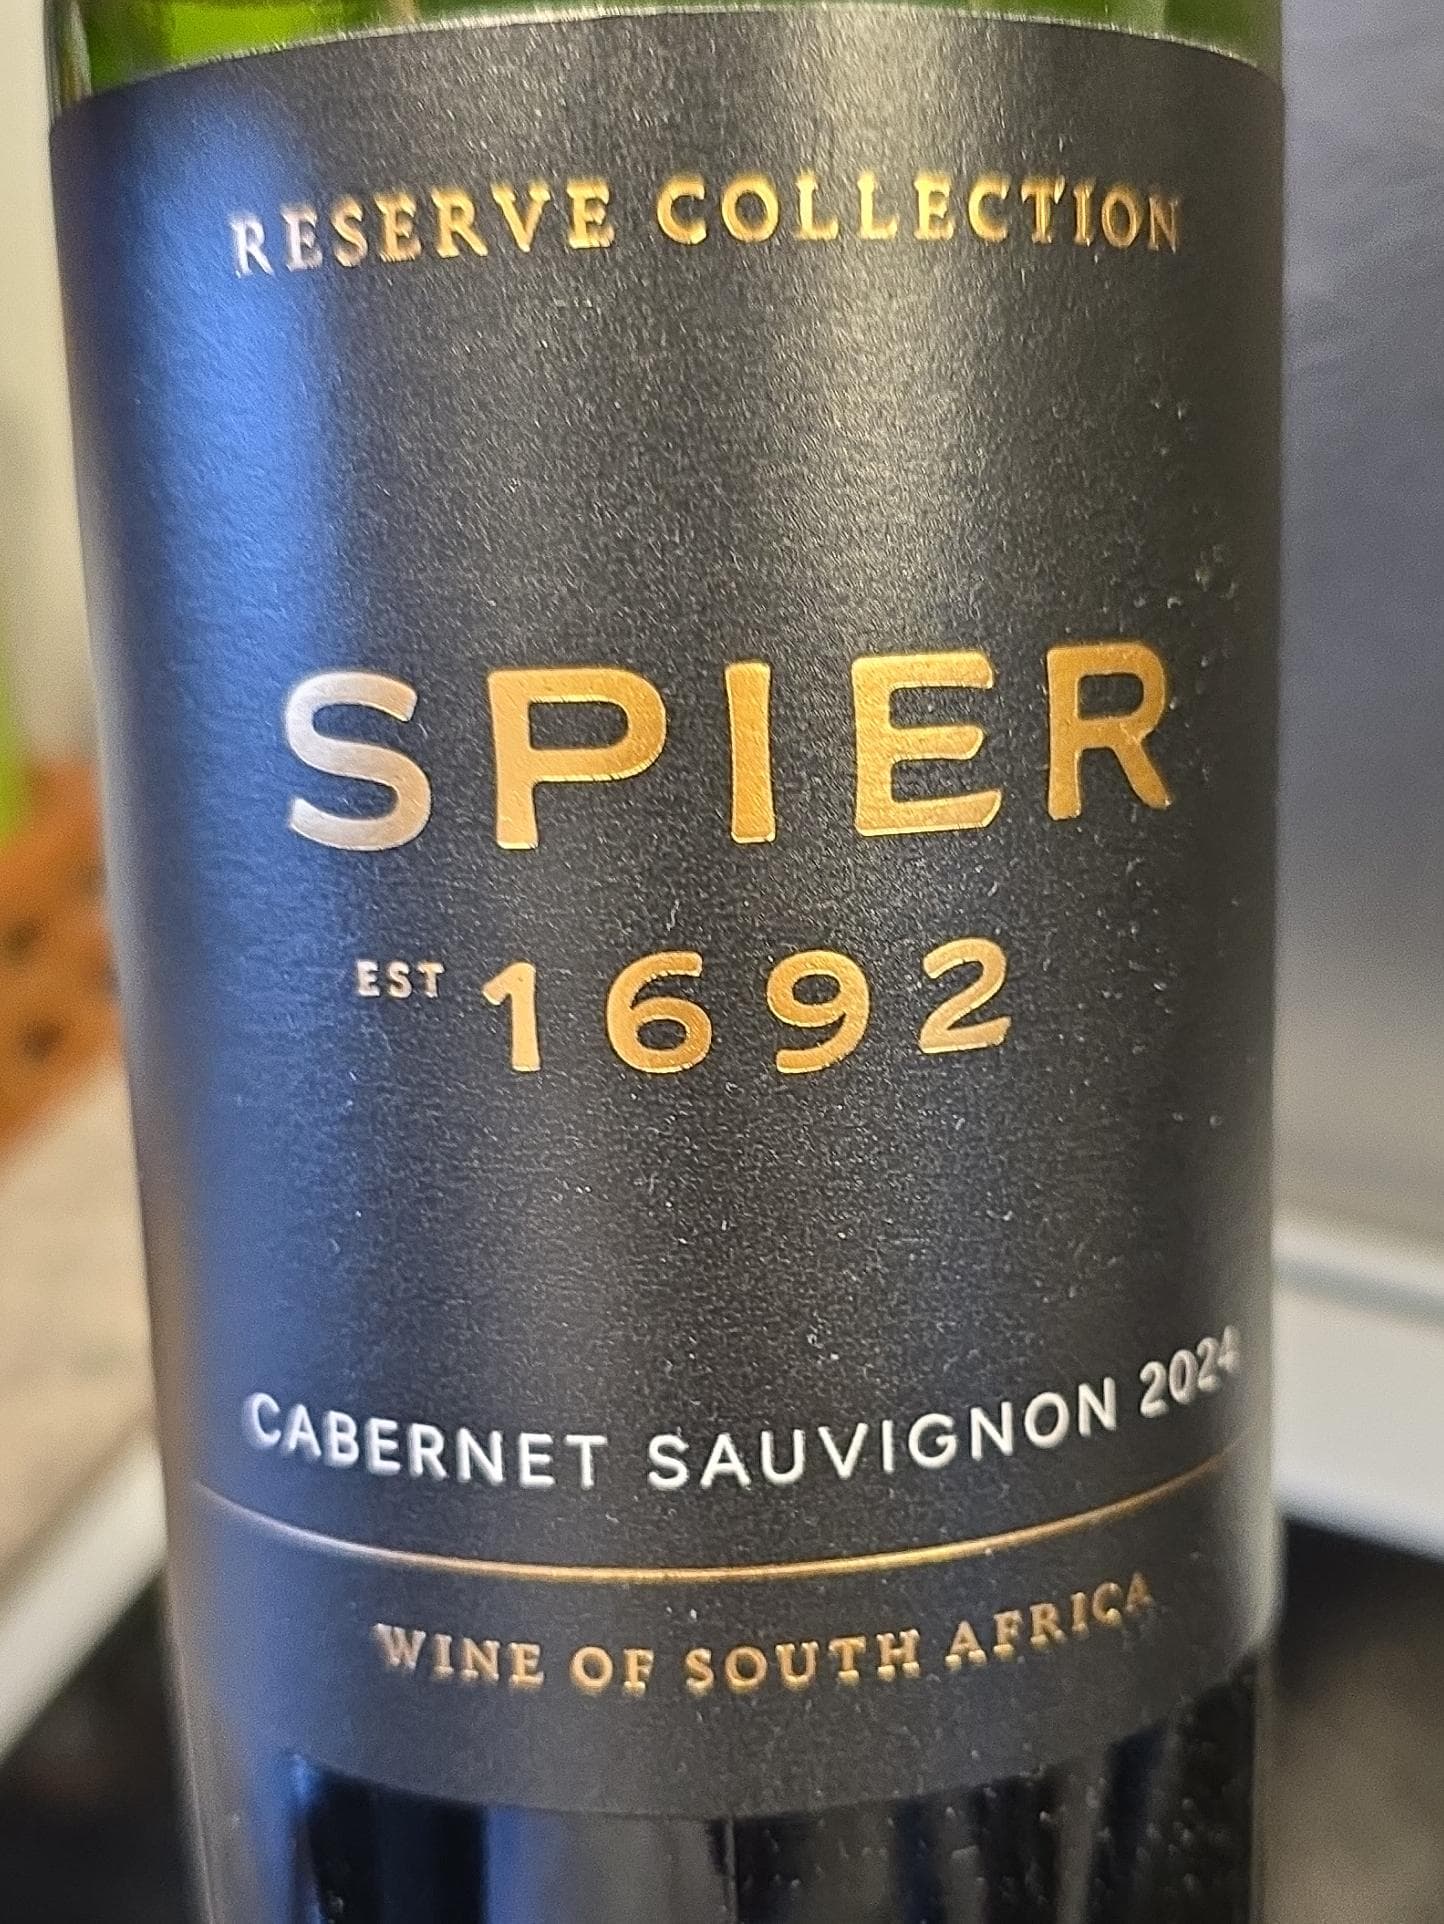 RESERVE COLLECTION
SPIER
EST 1692
CABERNET SAUVIGNON 2024
WINE OF SOUTH AFRICA